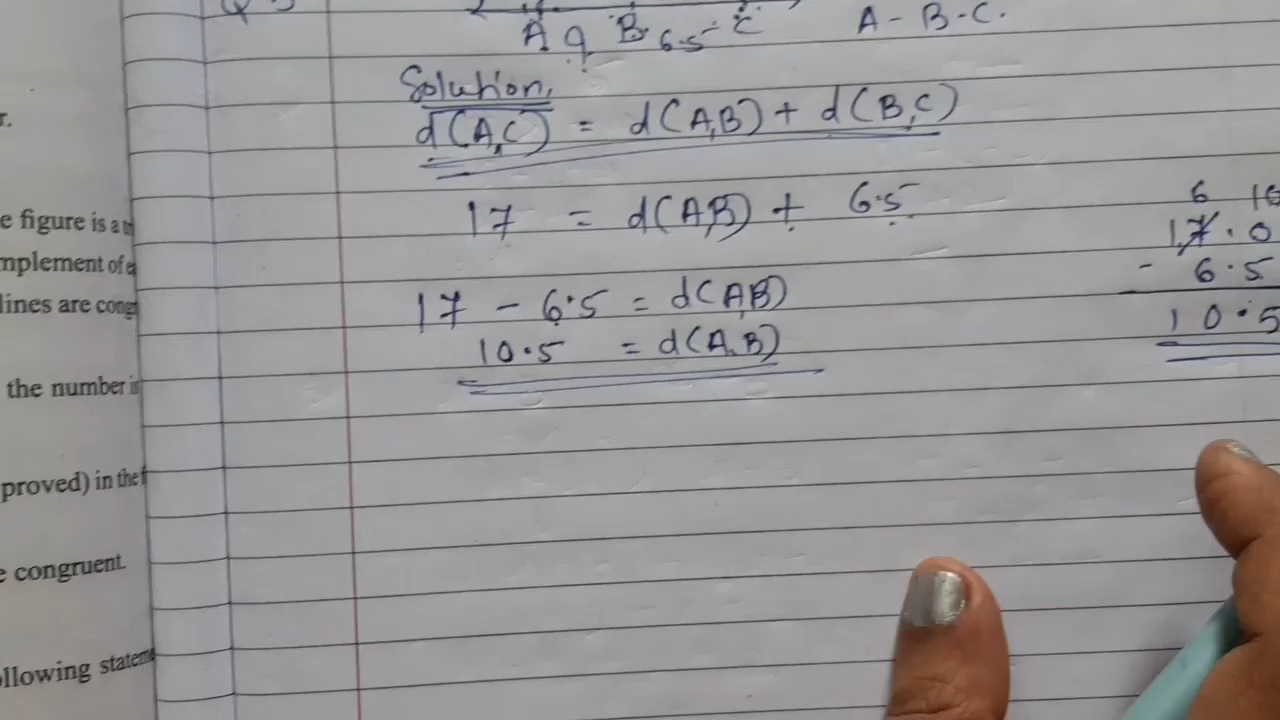 A ? B 6.5 C A - B - C.
Solution,
d(A,C) = d(A,B) + d(B,C)
17 = d(A,B) + 6.5
17 - 6.5 = d(A,B)
10.5 = d(A,B)
6 10
17.0
- 6.5
10.5
r.
e figure is a
mplement of
lines are cong
the number i
proved) in the
e congruent.
ollowing statem